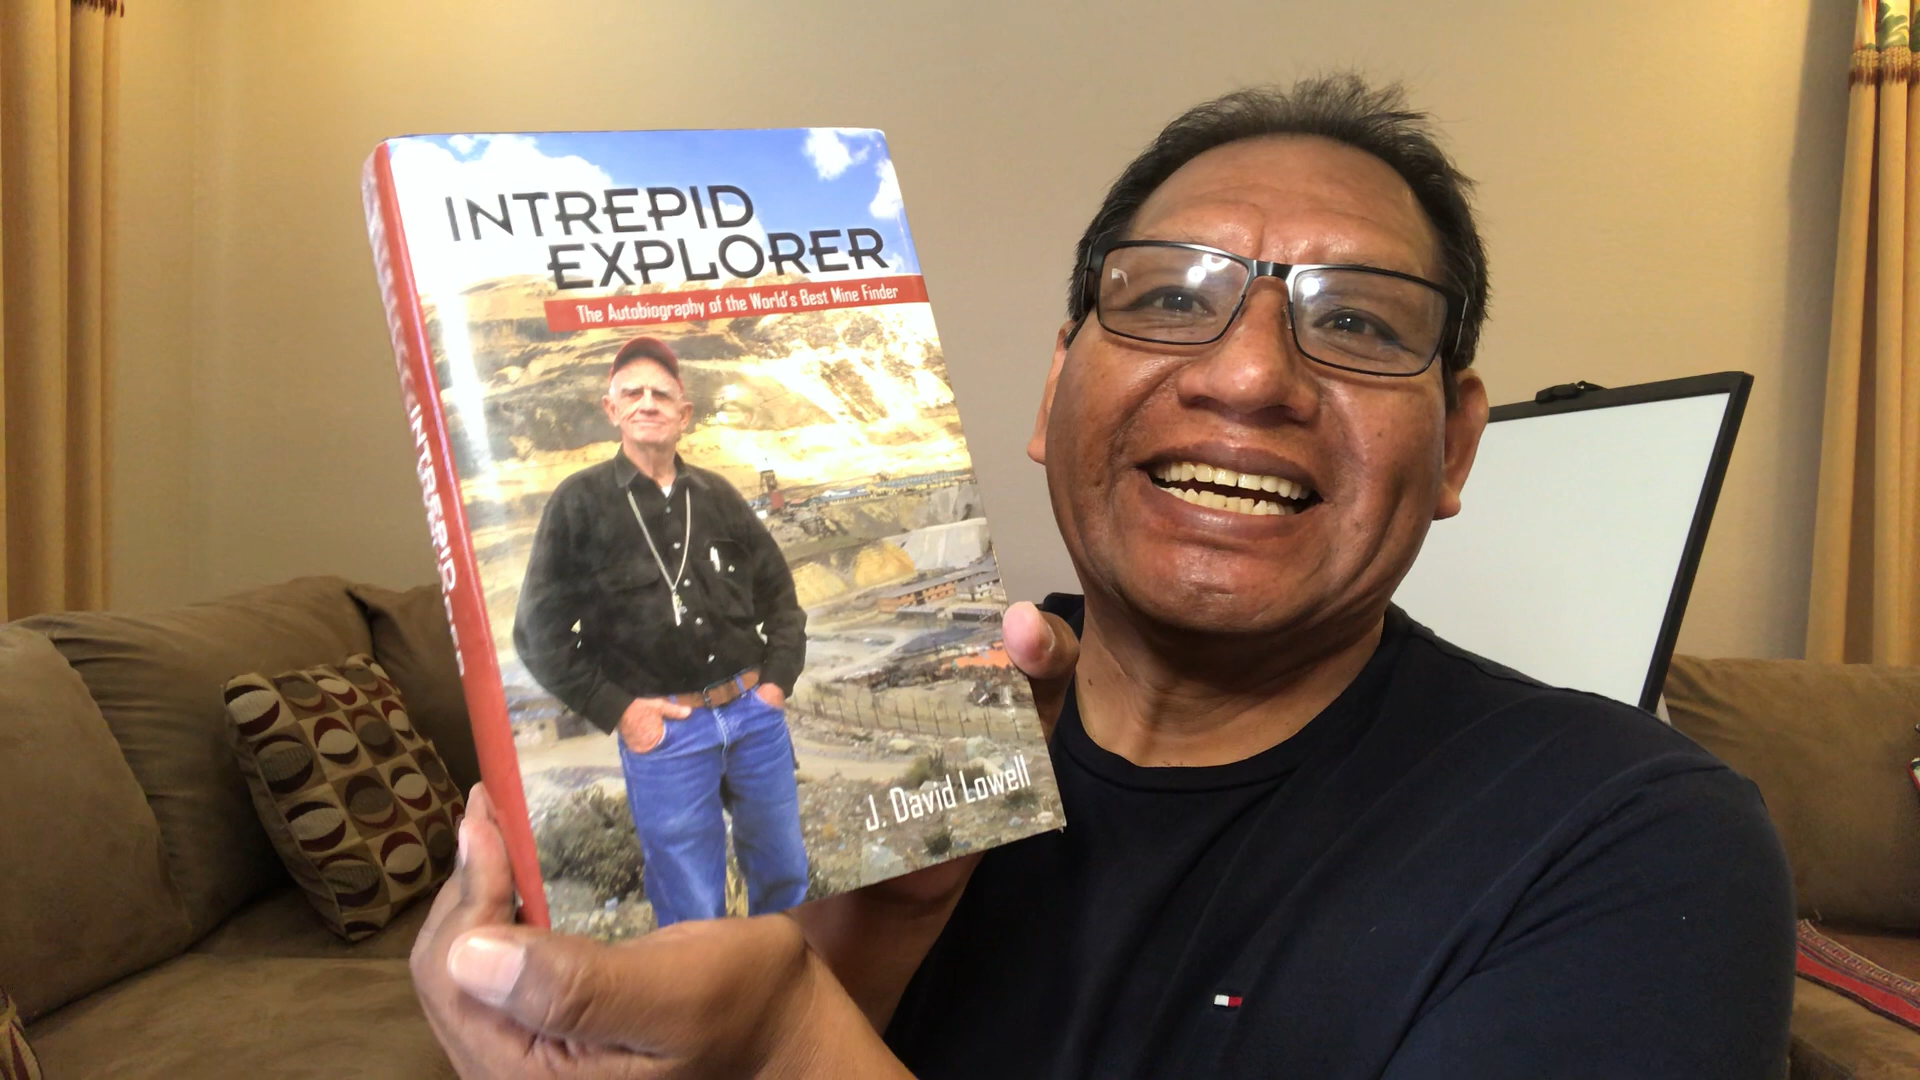 INTREPID
EXPLORER
The Autobiography of the World's Best Mine Finder
J. David Lowell
INTREPID